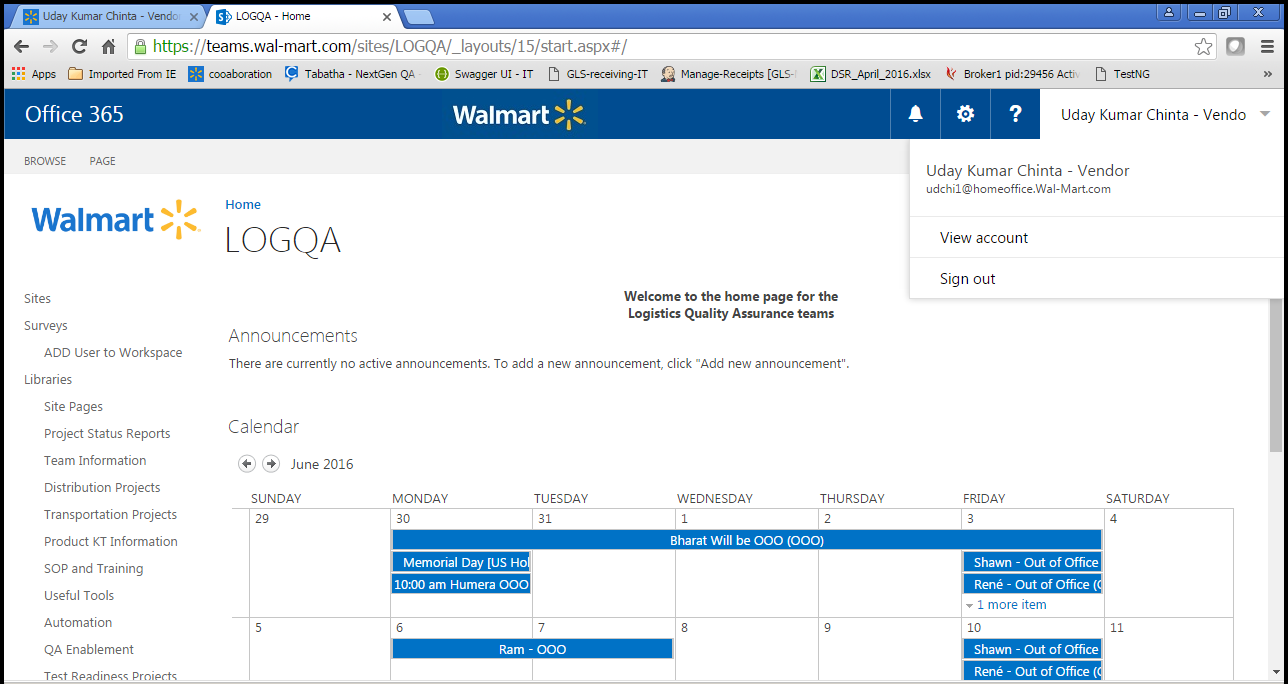 Uday Kumar Chinta - Vendor
LOGQA - Home
https://teams.wal-mart.com/sites/LOGQA/_layouts/15/start.aspx#/
Apps Imported From IE cooaboration Tabatha - NextGen QA Swagger UI - IT GLS-receiving-IT Manage-Receipts [GLS- DSR_April_2016.xlsx Broker1 pid:29456 Activ TestNG »
Office 365 Walmart ? Uday Kumar Chinta - Vendo
BROWSE PAGE
Uday Kumar Chinta - Vendor
udchi1@homeoffice.Wal-Mart.com
View account
Sign out
Walmart
Home
LOGQA
Sites
Surveys
ADD User to Workspace
Libraries
Site Pages
Project Status Reports
Team Information
Distribution Projects
Transportation Projects
Product KT Information
SOP and Training
Useful Tools
Automation
QA Enablement
Test Readiness Projects
Welcome to the home page for the
Logistics Quality Assurance teams
Announcements
There are currently no active announcements. To add a new announcement, click "Add new announcement".
Calendar
June 2016
SUNDAY MONDAY TUESDAY WEDNESDAY THURSDAY FRIDAY SATURDAY
29 30 31 1 2 3 4
Bharat Will be OOO (OOO)
Memorial Day [US Hol Shawn - Out of Office
10:00 am Humera OOO René - Out of Office (
1 more item
5 6 7 8 9 10 11
Ram - OOO Shawn - Out of Office
René - Out of Office (